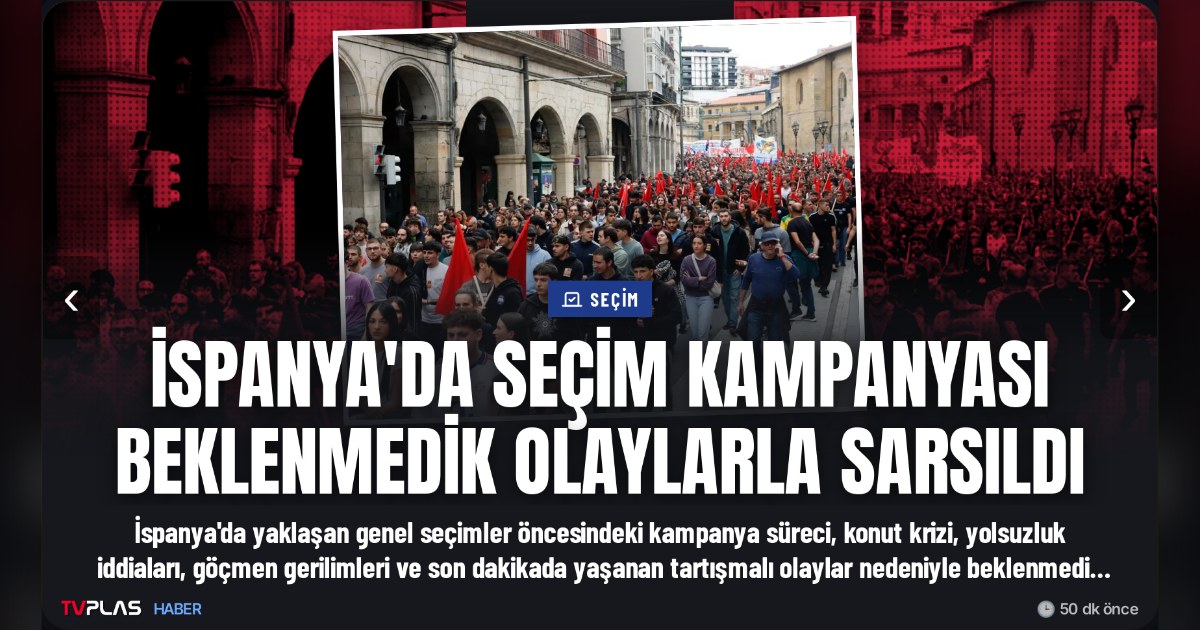 SEÇİM
İSPANYA'DA SEÇİM KAMPANYASI
BEKLENMEDİK OLAYLARLA SARSILDI
İspanya'da yaklaşan genel seçimler öncesindeki kampanya süreci, konut krizi, yolsuzluk
iddiaları, göçmen gerilimleri ve son dakikada yaşanan tartışmalı olaylar nedeniyle beklenmedi...
TVPLAS HABER
50 dk önce